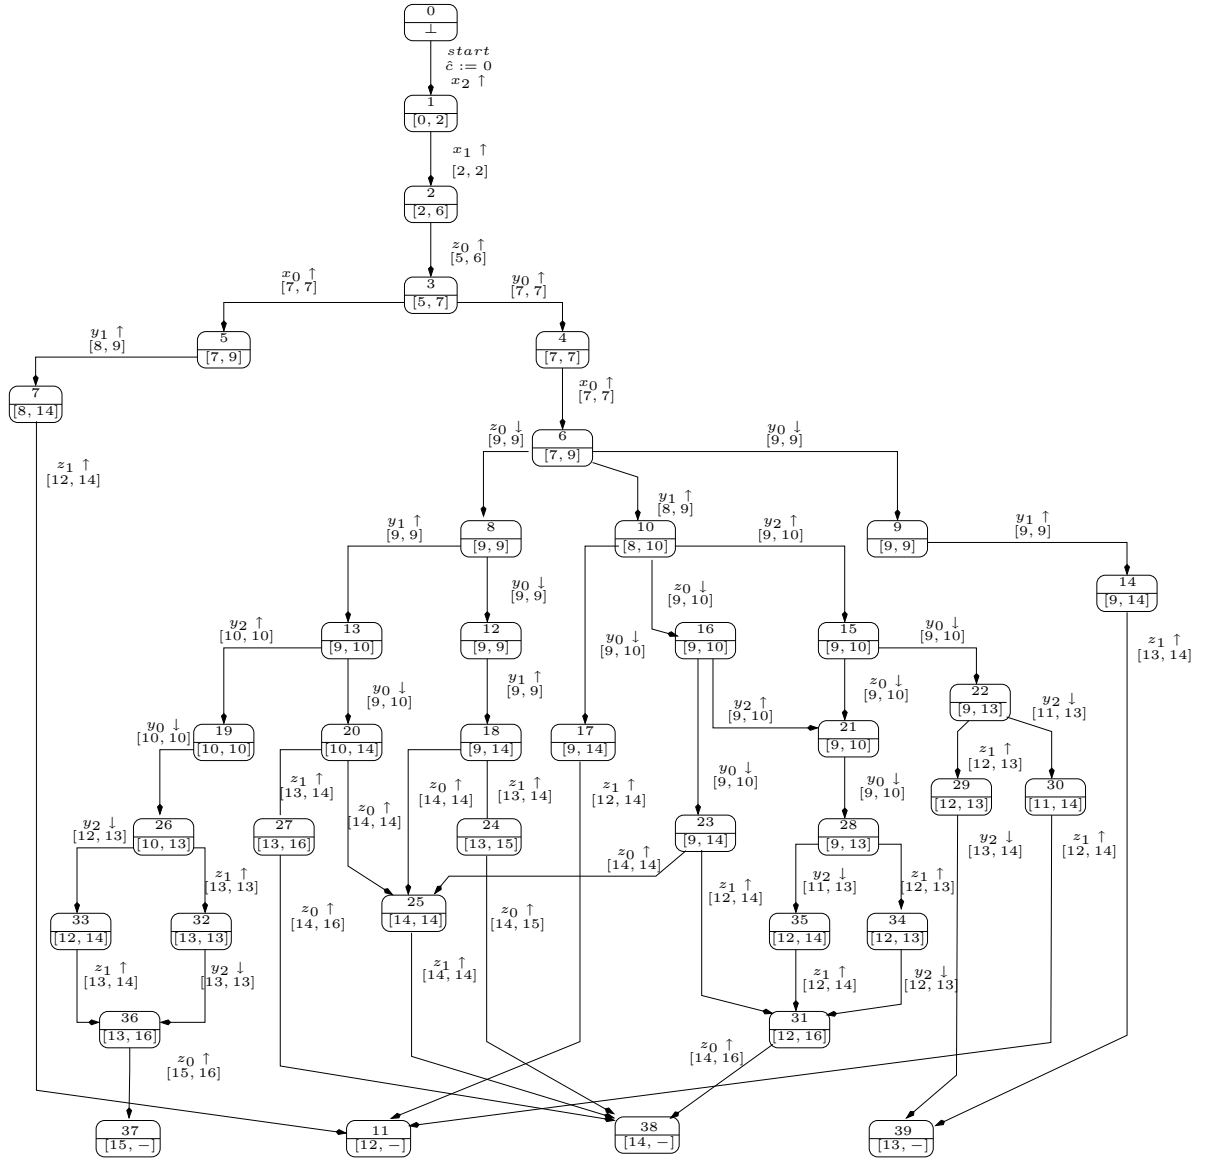 0
⊥
start
ĉ := 0
x2 ↑
1
[0, 2]
x1 ↑
[2, 2]
2
[2, 6]
z0 ↑
[5, 6]
x0 ↑
[7, 7]
3
[5, 7]
y0 ↑
[7, 7]
y1 ↑
[8, 9]
5
[7, 9]
4
[7, 7]
7
[8, 14]
x0 ↑
[7, 7]
z0 ↓
[9, 9]
6
[7, 9]
y0 ↓
[9, 9]
z1 ↑
[12, 14]
y1 ↑
[8, 9]
y1 ↑
[9, 9]
8
[9, 9]
10
[8, 10]
y2 ↑
[9, 10]
9
[9, 9]
y1 ↑
[9, 9]
14
[9, 14]
y0 ↓
[9, 9]
z0 ↓
[9, 10]
y2 ↑
[10, 10]
13
[9, 10]
12
[9, 9]
y0 ↓
[9, 10]
16
[9, 10]
15
[9, 10]
y0 ↓
[9, 10]
z1 ↑
[13, 14]
y0 ↓
[9, 10]
y1 ↑
[9, 9]
z0 ↓
[9, 10]
22
[9, 13]
y2 ↓
[11, 13]
y0 ↓
[10, 10]
19
[10, 10]
20
[10, 14]
18
[9, 14]
17
[9, 14]
y2 ↑
[9, 10]
21
[9, 10]
z1 ↑
[12, 13]
z1 ↑
[13, 14]
z0 ↑
[14, 14]
z1 ↑
[13, 14]
z1 ↑
[12, 14]
y0 ↓
[9, 10]
y0 ↓
[9, 10]
29
[12, 13]
30
[11, 14]
z0 ↑
[14, 14]
y2 ↓
[12, 13]
26
[10, 13]
27
[13, 16]
24
[13, 15]
23
[9, 14]
28
[9, 13]
y2 ↓
[13, 14]
z1 ↑
[12, 14]
z0 ↑
[14, 14]
z1 ↑
[13, 13]
z1 ↑
[12, 14]
y2 ↓
[11, 13]
z1 ↑
[12, 13]
33
[12, 14]
32
[13, 13]
z0 ↑
[14, 16]
25
[14, 14]
z0 ↑
[14, 15]
35
[12, 14]
34
[12, 13]
z1 ↑
[13, 14]
y2 ↓
[13, 13]
z1 ↑
[14, 14]
z1 ↑
[12, 14]
y2 ↓
[12, 13]
36
[13, 16]
31
[12, 16]
z0 ↑
[15, 16]
z0 ↑
[14, 16]
37
[15, −]
11
[12, −]
38
[14, −]
39
[13, −]